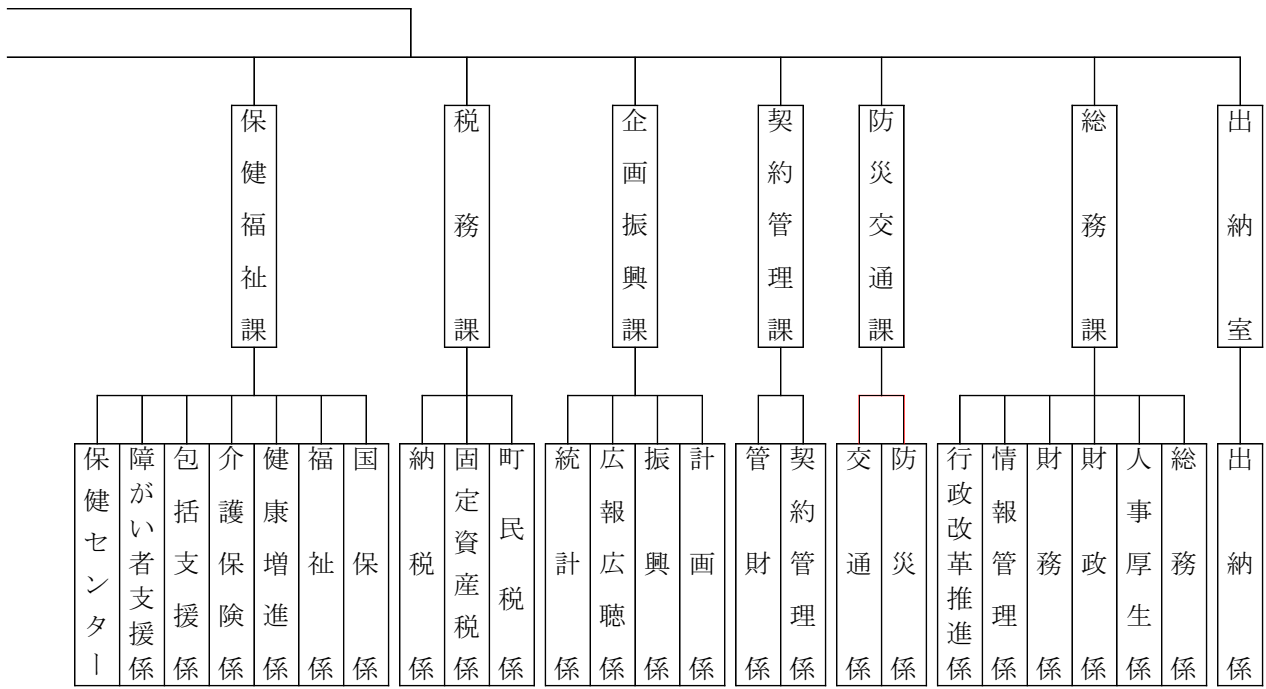 出納室
総務課
防災交通課
契約管理課
企画振興課
税務課
保健福祉課
出納係
総務係
人事厚生係
財政係
財務係
情報管理係
行政改革推進係
防災係
交通係
契約管理係
管財係
計画係
振興係
広報広聴係
統計係
町民税係
固定資産税係
納税係
国保係
福祉係
健康増進係
介護保険係
包括支援係
障がい者支援係
保健センター